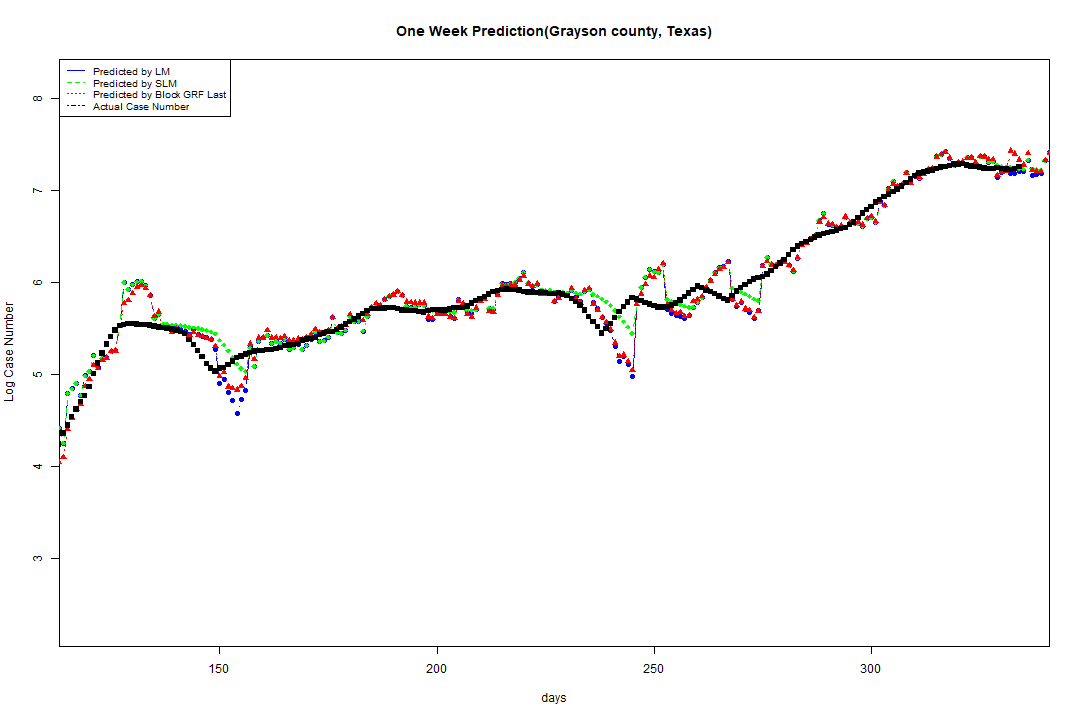 One Week Prediction(Grayson county, Texas)
Predicted by LM
Predicted by SLM
Predicted by Block GRF Last
Actual Case Number
8
7
6
5
4
3
Log Case Number
150
200
250
300
days